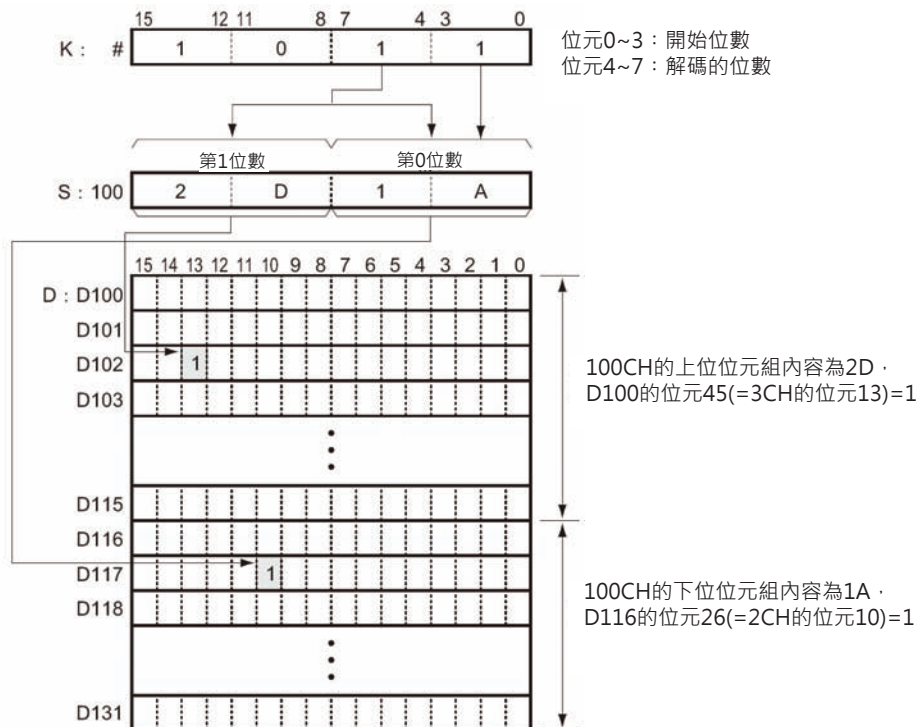 15 12 11 8 7 4 3 0
K： # 1 0 1 1
位元0~3：開始位數
位元4~7：解碼的位數
第1位數 第0位數
S：100 2 D 1 A
15 14 13 12 11 10 9 8 7 6 5 4 3 2 1 0
D：D100
D101
D102 1
D103
100CH的上位位元組內容為2D，
D100的位元45(=3CH的位元13)=1
D115
D116
D117 1
D118
100CH的下位位元組內容為1A，
D116的位元26(=2CH的位元10)=1
D131